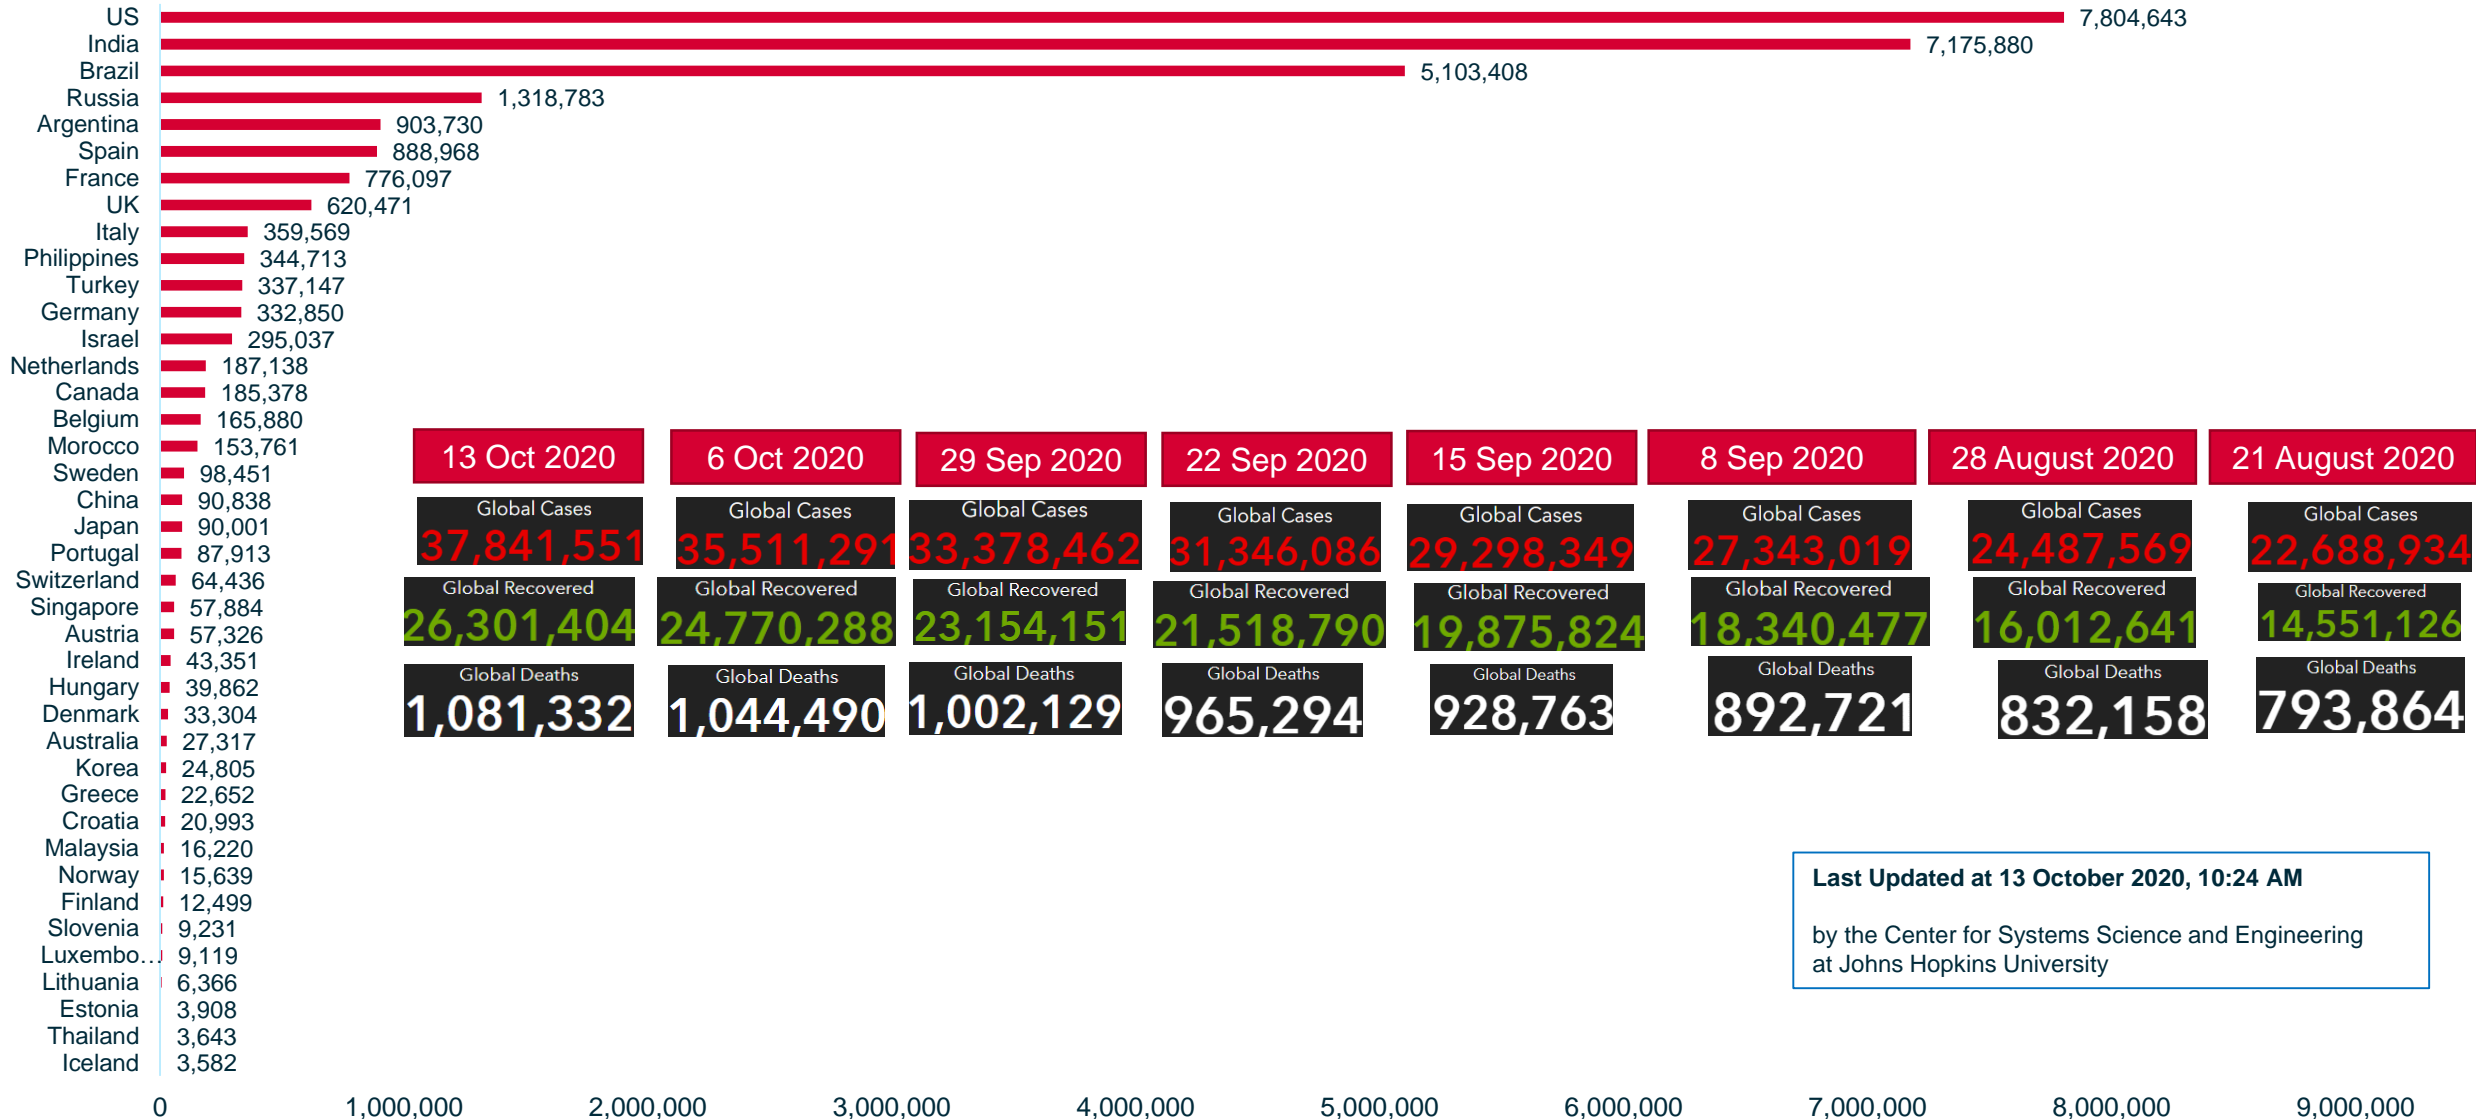 US 7,804,643
India 7,175,880
Brazil 5,103,408
Russia 1,318,783
Argentina 903,730
Spain 888,968
France 776,097
UK 620,471
Italy 359,569
Philippines 344,713
Turkey 337,147
Germany 332,850
Israel 295,037
Netherlands 187,138
Canada 185,378
Belgium 165,880
Morocco 153,761
Sweden 98,451
China 90,838
Japan 90,001
Portugal 87,913
Switzerland 64,436
Singapore 57,884
Austria 57,326
Ireland 43,351
Hungary 39,862
Denmark 33,304
Australia 27,317
Korea 24,805
Greece 22,652
Croatia 20,993
Malaysia 16,220
Norway 15,639
Finland 12,499
Slovenia 9,231
Luxembo… 9,119
Lithuania 6,366
Estonia 3,908
Thailand 3,643
Iceland 3,582
0 1,000,000 2,000,000 3,000,000 4,000,000 5,000,000 6,000,000 7,000,000 8,000,000 9,000,000
13 Oct 2020
Global Cases
37,841,551
Global Recovered
26,301,404
Global Deaths
1,081,332
6 Oct 2020
Global Cases
35,511,291
Global Recovered
24,770,288
Global Deaths
1,044,490
29 Sep 2020
Global Cases
33,378,462
Global Recovered
23,154,151
Global Deaths
1,002,129
22 Sep 2020
Global Cases
31,346,086
Global Recovered
21,518,790
Global Deaths
965,294
15 Sep 2020
Global Cases
29,298,349
Global Recovered
19,875,824
Global Deaths
928,763
8 Sep 2020
Global Cases
27,343,019
Global Recovered
18,340,477
Global Deaths
892,721
28 August 2020
Global Cases
24,487,569
Global Recovered
16,012,641
Global Deaths
832,158
21 August 2020
Global Cases
22,688,934
Global Recovered
14,551,126
Global Deaths
793,864
Last Updated at 13 October 2020, 10:24 AM
by the Center for Systems Science and Engineering
at Johns Hopkins University